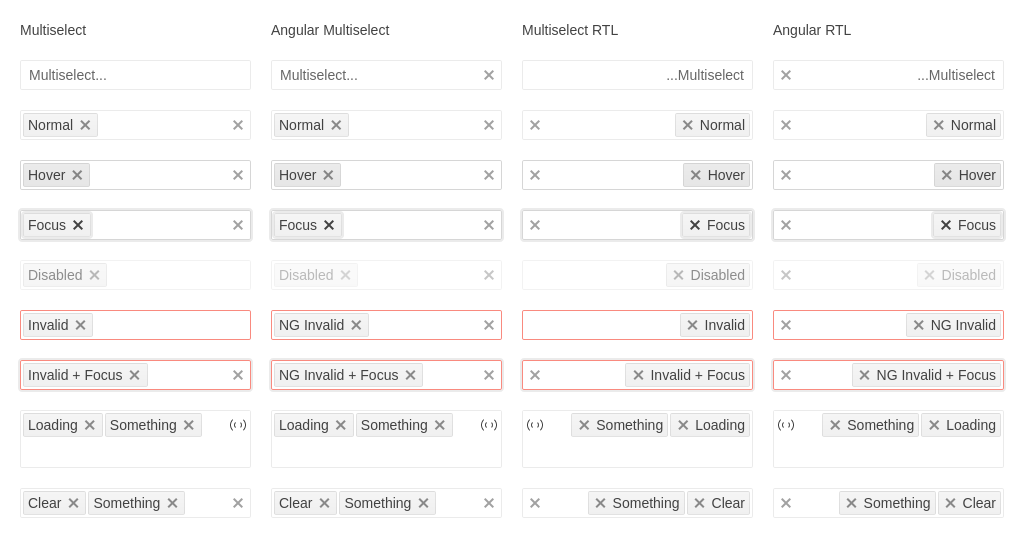 Multiselect Angular Multiselect Multiselect RTL Angular RTL
Multiselect... Multiselect... ...Multiselect ...Multiselect
Normal Normal Normal Normal
Hover Hover Hover Hover
Focus Focus Focus Focus
Disabled Disabled Disabled Disabled
Invalid NG Invalid Invalid NG Invalid
Invalid + Focus NG Invalid + Focus Invalid + Focus NG Invalid + Focus
Loading Something Loading Something Something Loading Something Loading
Clear Something Clear Something Something Clear Something Clear